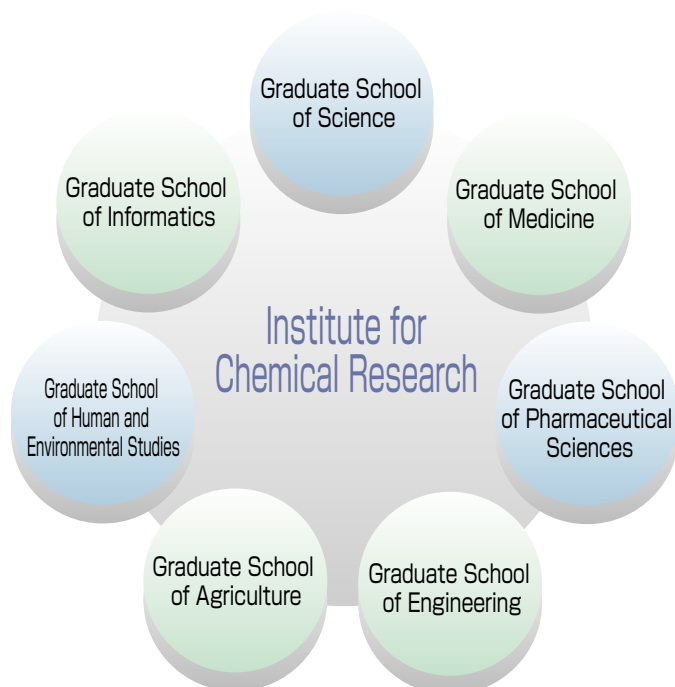 Graduate School
of Science
Graduate School
of Informatics
Graduate School
of Medicine
Institute for
Chemical Research
Graduate School
of Human and
Environmental Studies
Graduate School
of Pharmaceutical
Sciences
Graduate School
of Agriculture
Graduate School
of Engineering